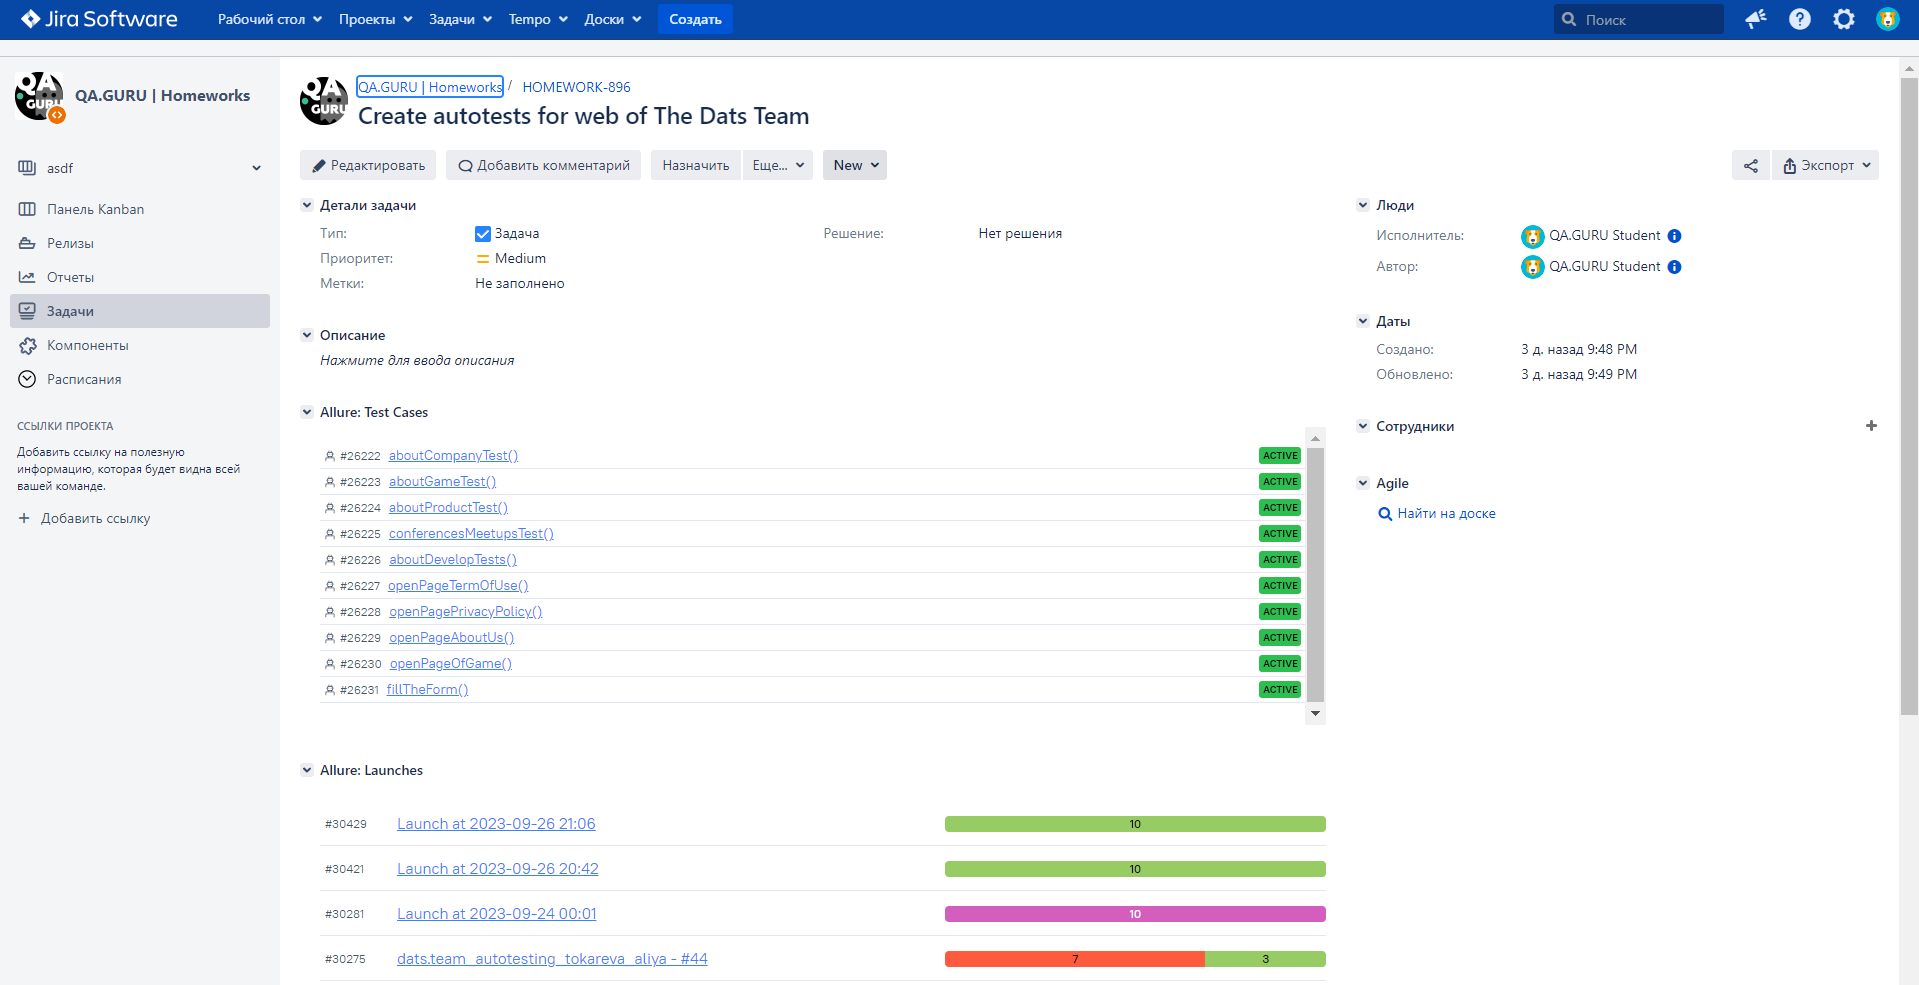 Jira Software
Рабочий стол Проекты Задачи Tempo Доски Создать Поиск
QA GURU
QA.GURU | Homeworks
asdf
Панель Kanban
Релизы
Отчеты
Задачи
Компоненты
Расписания
ССЫЛКИ ПРОЕКТА
Добавить ссылку на полезную
информацию, которая будет видна всей
вашей команде.
+ Добавить ссылку
QA GURU
QA.GURU | Homeworks / HOMEWORK-896
Create autotests for web of The Dats Team
Редактировать Добавить комментарий Назначить Еще... New Экспорт
Детали задачи
Тип: Задача Решение: Нет решения
Приоритет: Medium
Метки: Не заполнено
Описание
Нажмите для ввода описания
Allure: Test Cases
#26222 aboutCompanyTest() ACTIVE
#26223 aboutGameTest() ACTIVE
#26224 aboutProductTest() ACTIVE
#26225 conferencesMeetupsTest() ACTIVE
#26226 aboutDevelopTests() ACTIVE
#26227 openPageTermOfUse() ACTIVE
#26228 openPagePrivacyPolicy() ACTIVE
#26229 openPageAboutUs() ACTIVE
#26230 openPageOfGame() ACTIVE
#26231 fillTheForm() ACTIVE
Allure: Launches
#30429 Launch at 2023-09-26 21:06 10
#30421 Launch at 2023-09-26 20:42 10
#30281 Launch at 2023-09-24 00:01 10
#30275 dats.team_autotesting_tokareva_aliya - #44 7 3
Люди
Исполнитель: QA.GURU Student
Автор: QA.GURU Student
Даты
Создано: 3 д. назад 9:48 PM
Обновлено: 3 д. назад 9:49 PM
Сотрудники
Agile
Найти на доске